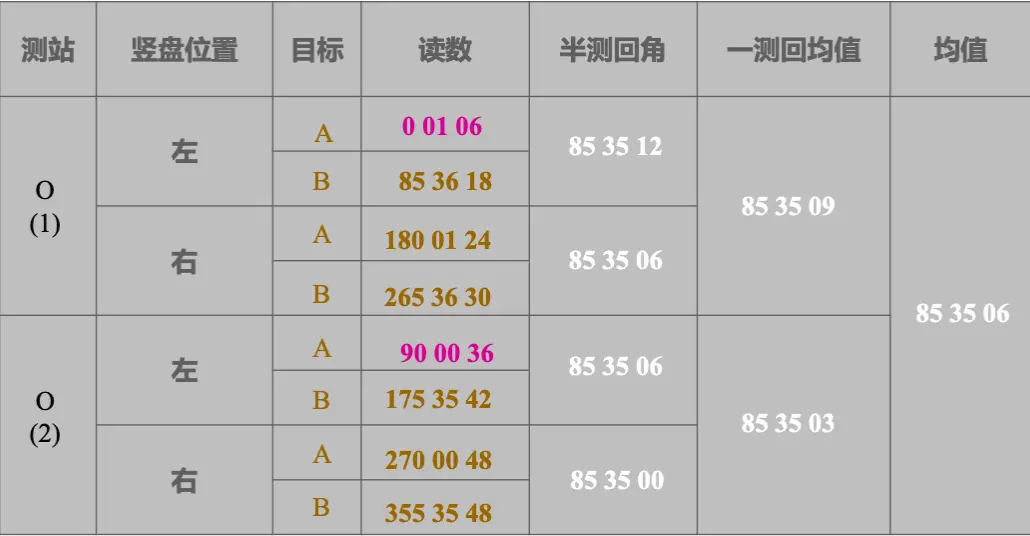 测站 竖盘位置 目标 读数 半测回角 一测回均值 均值
O
(1)
左
A 0 01 06
85 35 12
B 85 36 18
85 35 09
右
A 180 01 24
85 35 06
B 265 36 30
85 35 06
O
(2)
左
A 90 00 36
85 35 06
B 175 35 42
85 35 03
右
A 270 00 48
85 35 00
B 355 35 48